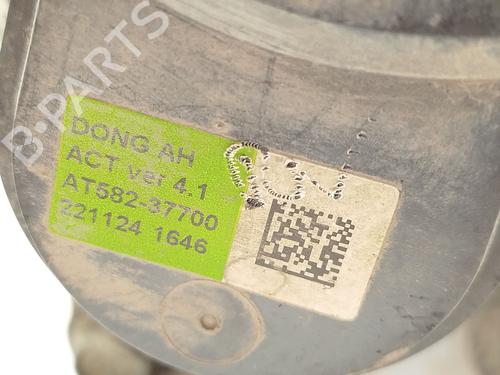 B-PARTS
DONG AH
ACT ver 4.1
AT582-37700
221124 1646